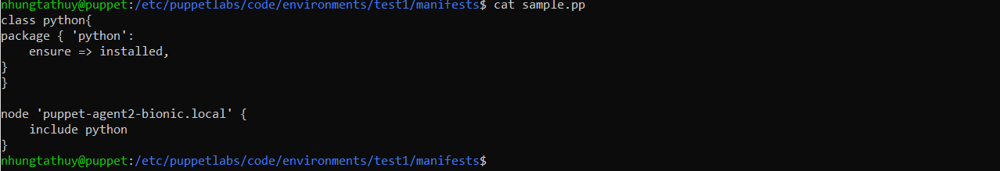 nhungtathuy@puppet:/etc/puppetlabs/code/environments/test1/manifests$ cat sample.pp
class python{
package { 'python':
    ensure => installed,
}
}

node 'puppet-agent2-bionic.local' {
    include python
}
nhungtathuy@puppet:/etc/puppetlabs/code/environments/test1/manifests$